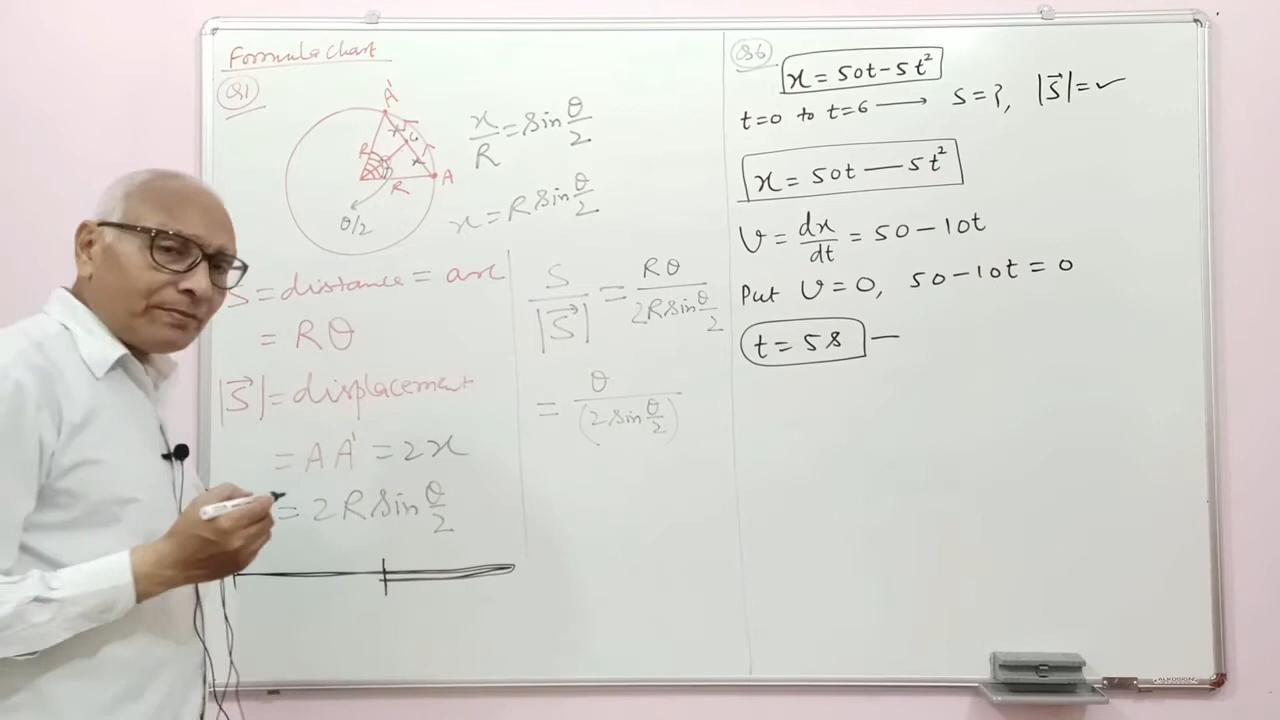 Formula chart
Q1
A'
R
x
C
x
R
A
θ/2
x/R = sin θ/2
x = R sin θ/2
S = distance = arc
= Rθ
|S⃗| = displacement
= AA' = 2x
= 2R sin θ/2
S/|S⃗| = Rθ/2R sin θ/2
= θ/(2 sin θ/2)
Q6
x = 50t - 5t²
t=0 to t=6 → S = ?, |S⃗| = ✓
x = 50t — 5t²
v = dx/dt = 50 - 10t
Put v = 0, 50 - 10t = 0
t = 5s —